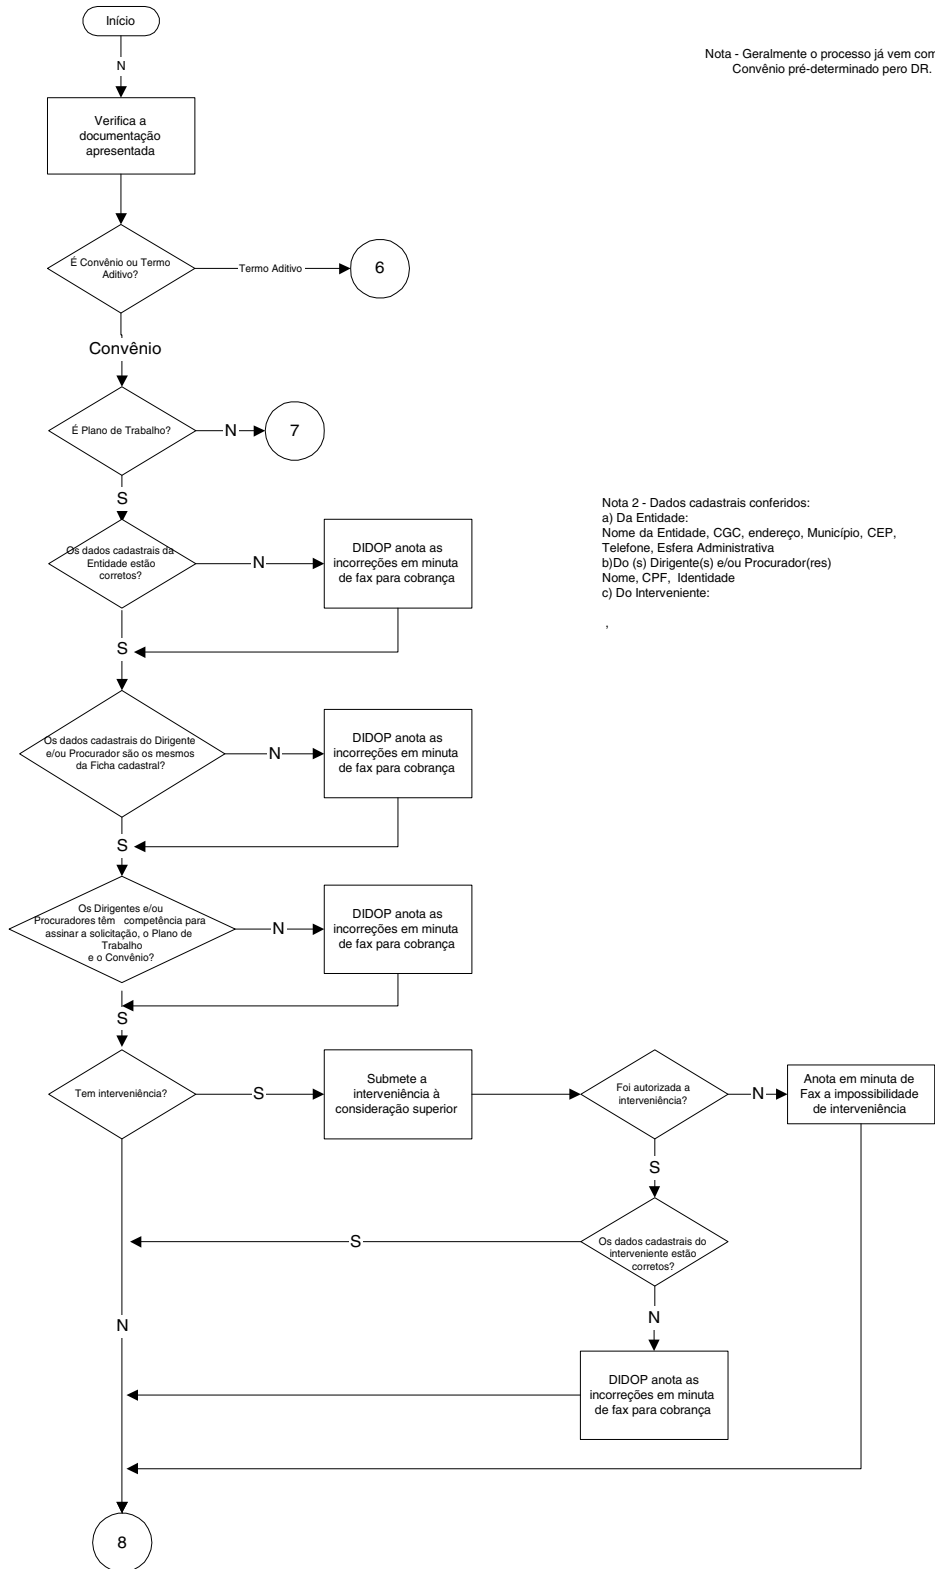 Início
Nota - Geralmente o processo já vem com
Convênio pré-determinado pero DR.
N
Verifica a
documentação
apresentada
É Convênio ou Termo
Aditivo?
Termo Aditivo
6
Convênio
É Plano de Trabalho?
N
7
S
Nota 2 - Dados cadastrais conferidos:
a) Da Entidade:
Nome da Entidade, CGC, endereço, Município, CEP,
Telefone, Esfera Administrativa
b)Do (s) Dirigente(s) e/ou Procurador(res)
Nome, CPF, Identidade
c) Do Interveniente:
,
Os dados cadastrais da
Entidade estão
corretos?
N
DIDOP anota as
incorreções em minuta
de fax para cobrança
S
Os dados cadastrais do Dirigente
e/ou Procurador são os mesmos
da Ficha cadastral?
N
DIDOP anota as
incorreções em minuta
de fax para cobrança
S
Os Dirigentes e/ou
Procuradores têm competência para
assinar a solicitação, o Plano de
Trabalho
e o Convênio?
N
DIDOP anota as
incorreções em minuta
de fax para cobrança
S
Tem interveniência?
S
Submete a
interveniência à
consideração superior
Foi autorizada a
interveniência?
N
Anota em minuta de
Fax a impossibilidade
de interveniência
S
Os dados cadastrais do
interveniente estão
corretos?
S
N
N
DIDOP anota as
incorreções em minuta
de fax para cobrança
8